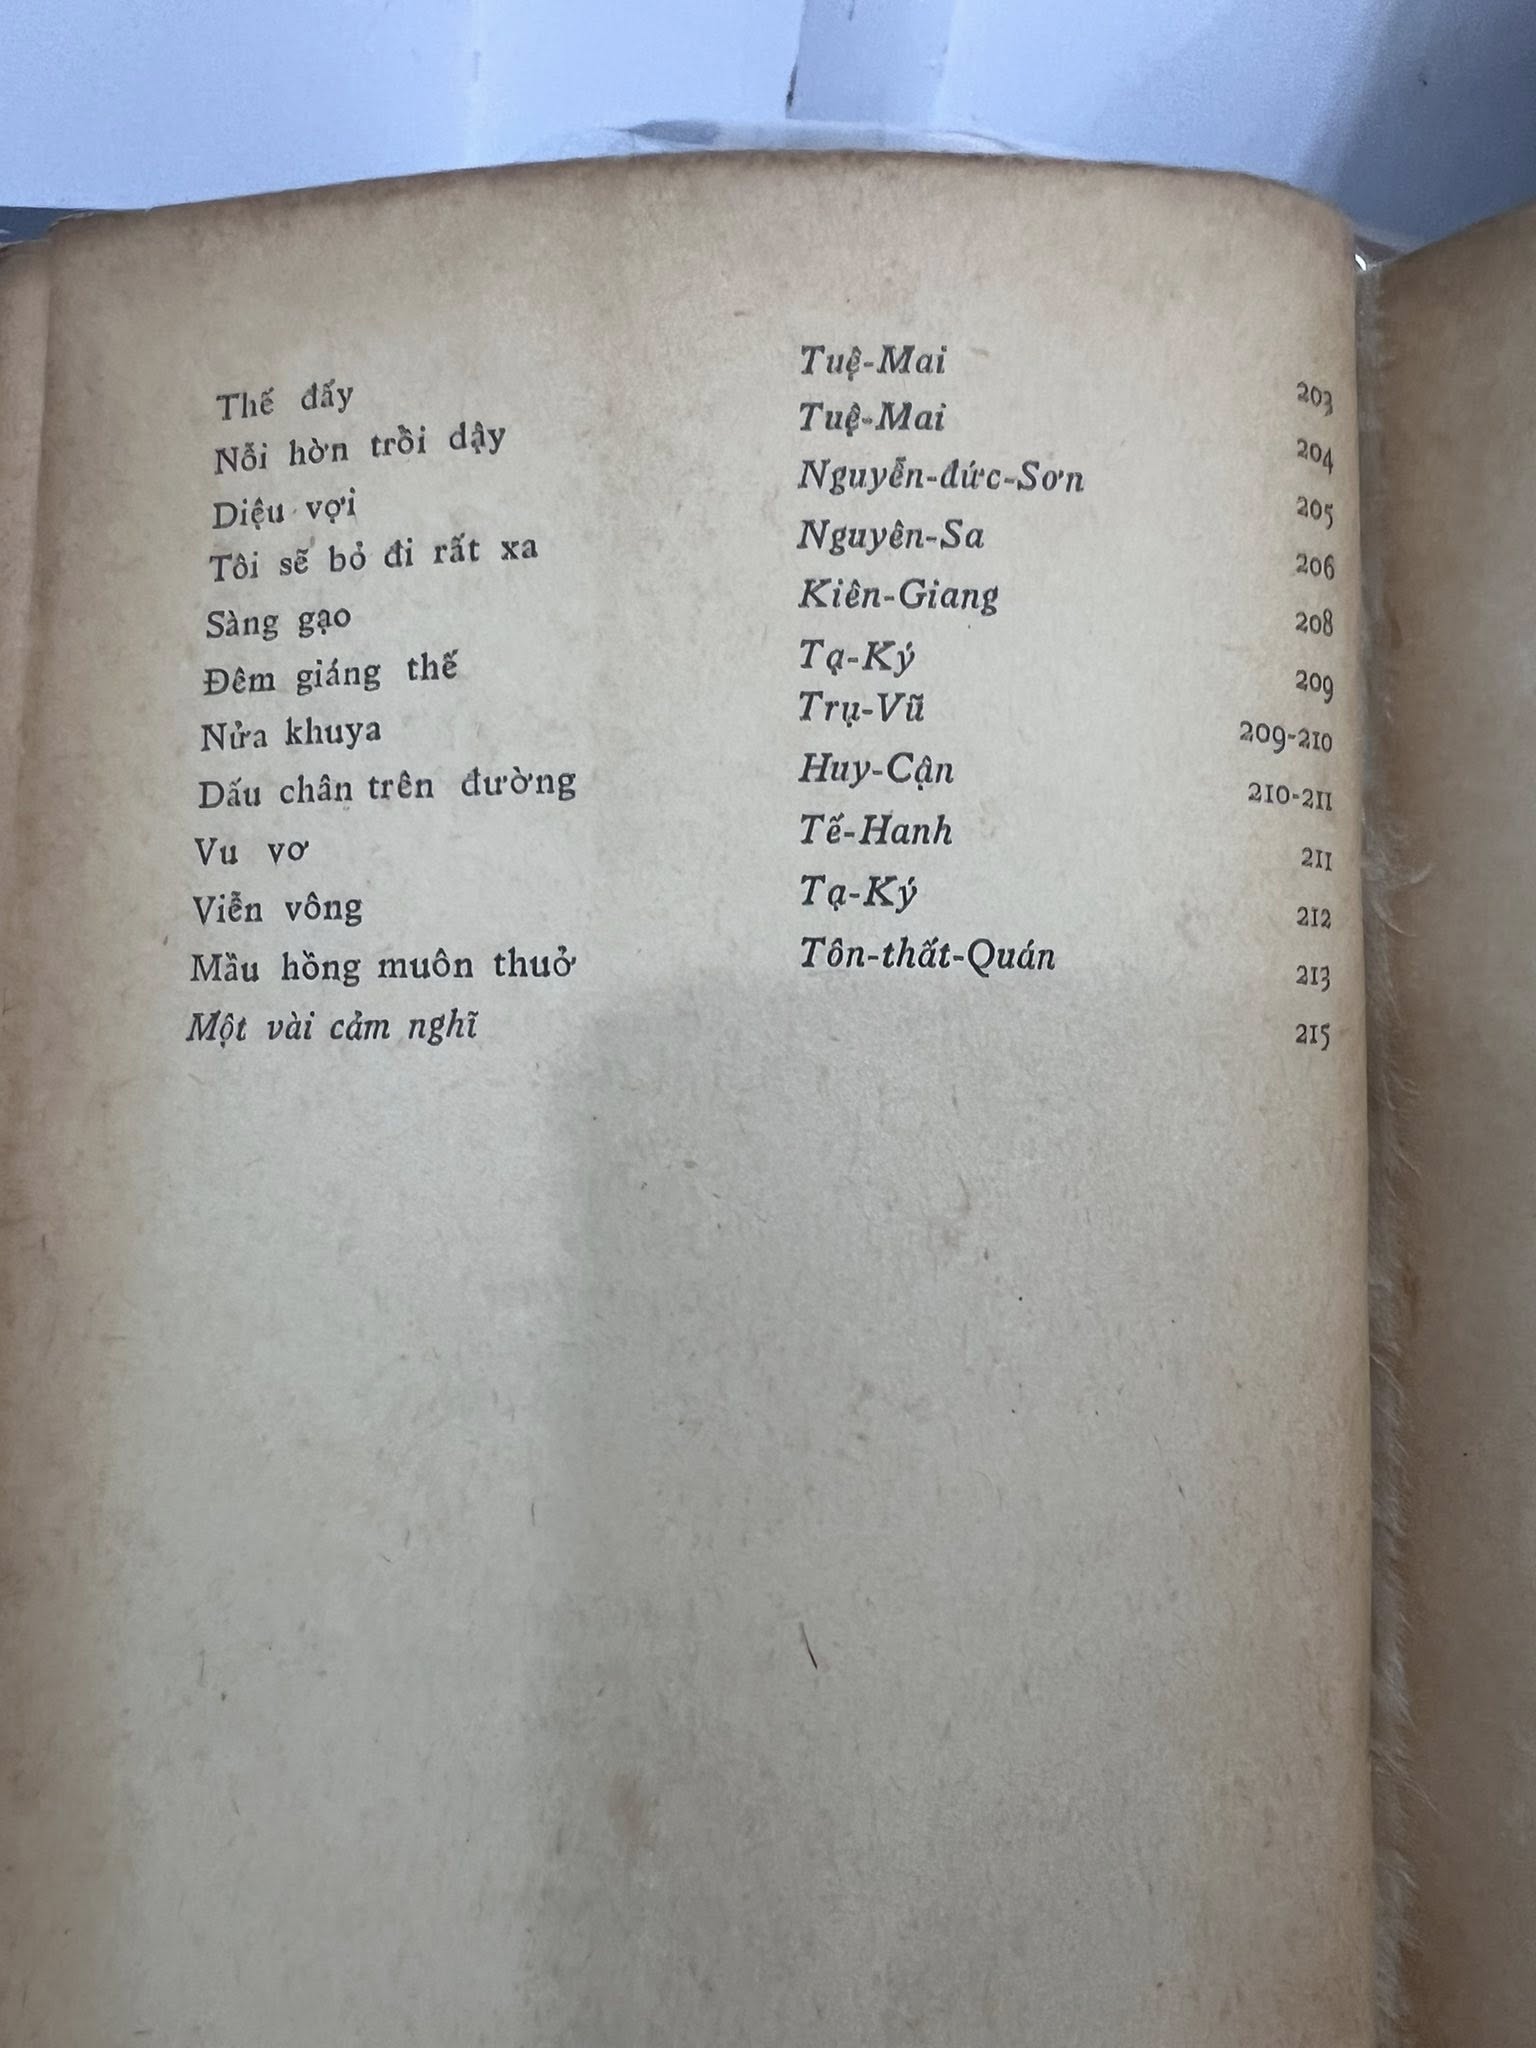 Thế đấy Tuệ-Mai 203
Nỗi hờn trồi dậy Tuệ-Mai 204
Diệu vợi Nguyễn-đức-Sơn 205
Tôi sẽ bỏ đi rất xa Nguyên-Sa 206
Sàng gạo Kiên-Giang 208
Đêm giáng thế Tạ-Ký 209
Nửa khuya Trụ-Vũ 209-210
Dấu chân trên đường Huy-Cận 210-211
Vu vơ Tế-Hanh 211
Viễn vông Tạ-Ký 212
Mầu hồng muôn thuở Tôn-thất-Quán 213
Một vài cảm nghĩ 215